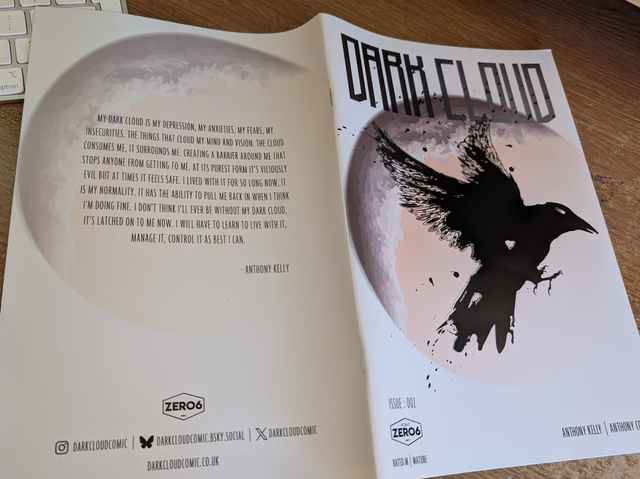 option
MY DARK CLOUD IS MY DEPRESSION, MY ANXIETIES, MY FEARS, MY
INSECURITIES. THE THINGS THAT CLOUD MY MIND AND VISION. THE CLOUD
CONSUMES ME, IT SURROUNDS ME. CREATING A BARRIER AROUND ME THAT
STOPS ANYONE FROM GETTING TO ME. AT ITS PUREST FORM IT'S VICIOUSLY
EVIL BUT AT TIMES IT FEELS SAFE. I LIVED WITH IT FOR SO LONG NOW, IT
IS MY NORMALITY. IT HAS THE ABILITY TO PULL ME BACK IN WHEN I THINK
I'M DOING FINE. I DON'T THINK I'LL EVER BE WITHOUT MY DARK CLOUD,
IT'S LATCHED ON TO ME NOW. I WILL HAVE TO LEARN TO LIVE WITH IT,
MANAGE IT, CONTROL IT AS BEST I CAN.
- ANTHONY KELLY
ZERO6
DARKCLOUDCOMIC | DARKCLOUDCOMIC.BSKY.SOCIAL | DARKCLOUDCOMIC
DARKCLOUDCOMIC.CO.UK
DARK CLOUD
ISSUE : 002
ZERO6
RATED M | MATURE
ANTHONY KELLY | ANTHONY